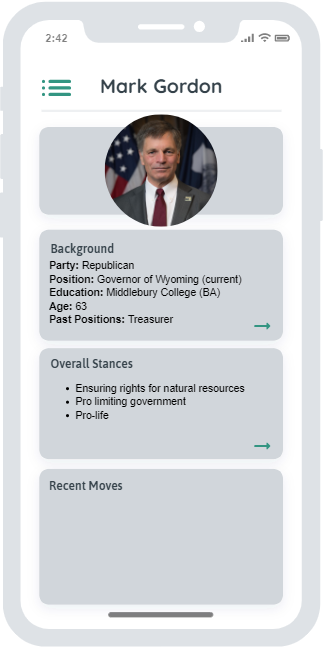 2:42
Mark Gordon
Background
Party: Republican
Position: Governor of Wyoming (current)
Education: Middlebury College (BA)
Age: 63
Past Positions: Treasurer
Overall Stances
• Ensuring rights for natural resources
• Pro limiting government
• Pro-life
Recent Moves